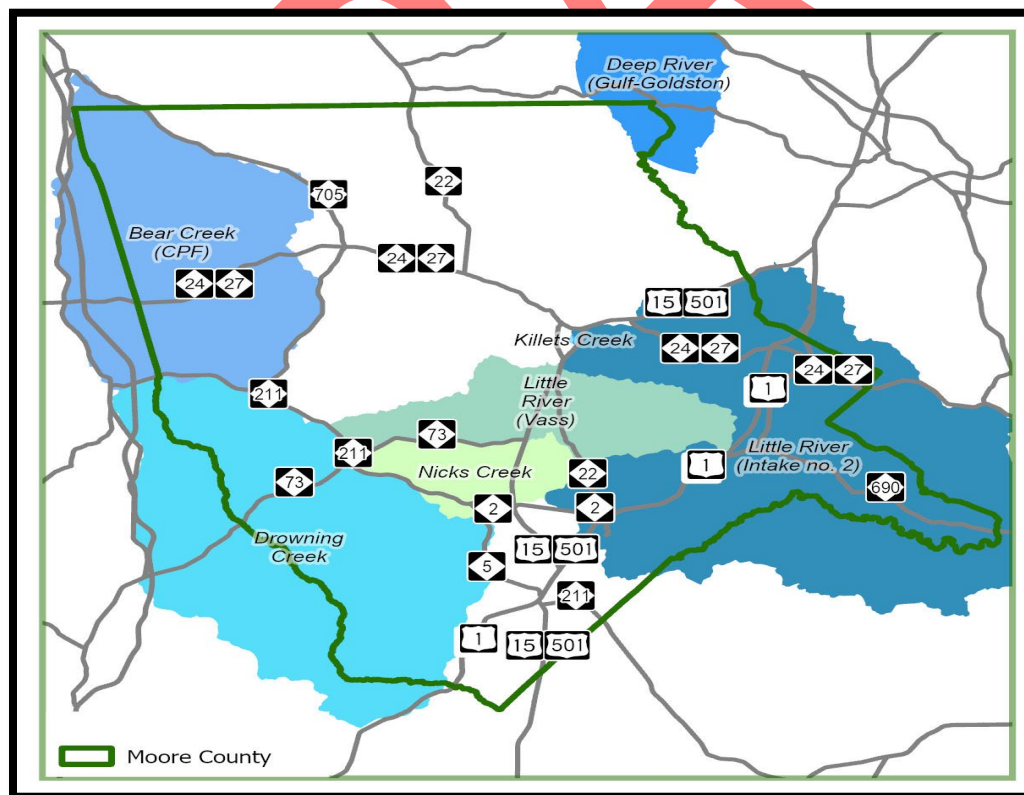 Deep River
(Gulf-Goldston)
22
705
Bear Creek
(CPF)
24 27
24 27
15 501
Killets Creek
24 27
24 27
1
Little
River
(Vass)
211
73
211
Little River
(Intake no. 2)
1
Nicks Creek
22
73
690
2
2
Drowning
Creek
15 501
5
211
1
15 501
Moore County